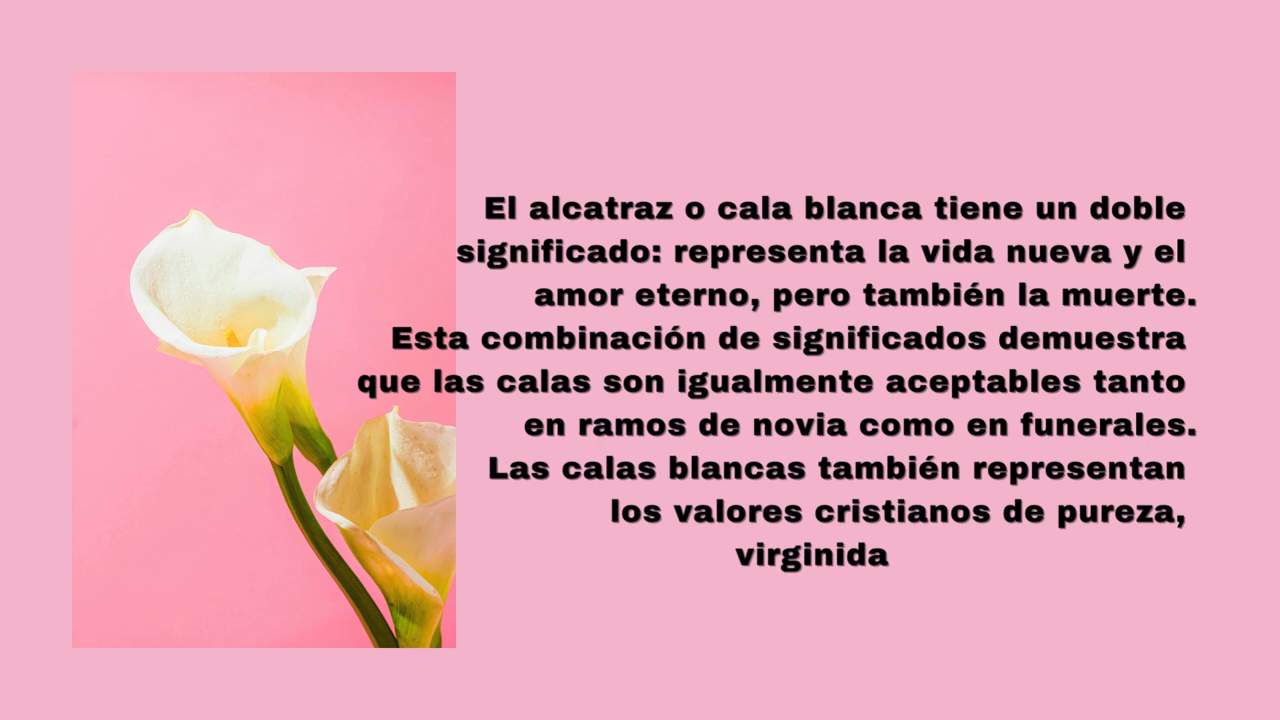 El alcatraz o cala blanca tiene un doble
significado: representa la vida nueva y el
amor eterno, pero también la muerte.
Esta combinación de significados demuestra
que las calas son igualmente aceptables tanto
en ramos de novia como en funerales.
Las calas blancas también representan
los valores cristianos de pureza,
virginida